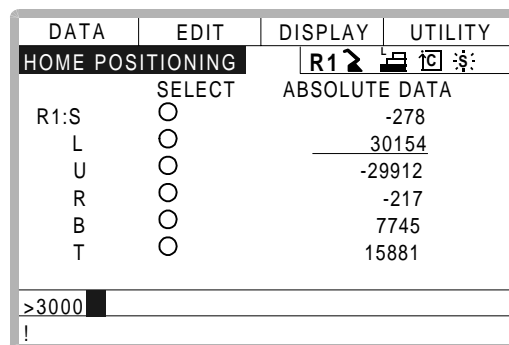 DATA EDIT DISPLAY UTILITY
HOME POSITIONING R1 L C S
SELECT ABSOLUTE DATA
R1:S -278
L 30154
U -29912
R -217
B 7745
T 15881
>3000
!